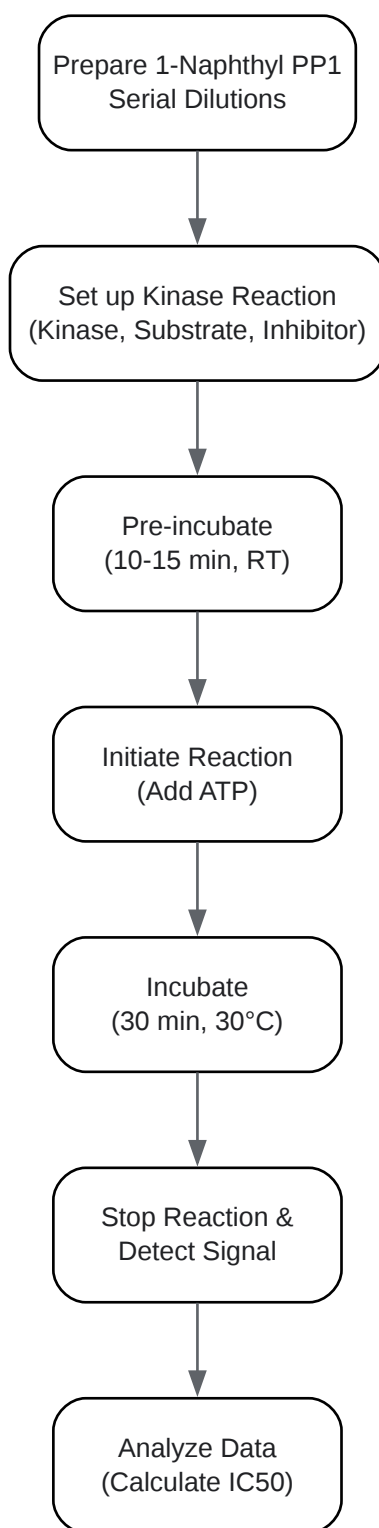 Prepare 1-Naphthyl PP1
Serial Dilutions
Set up Kinase Reaction
(Kinase, Substrate, Inhibitor)
Pre-incubate
(10-15 min, RT)
Initiate Reaction
(Add ATP)
Incubate
(30 min, 30°C)
Stop Reaction &
Detect Signal
Analyze Data
(Calculate IC50)